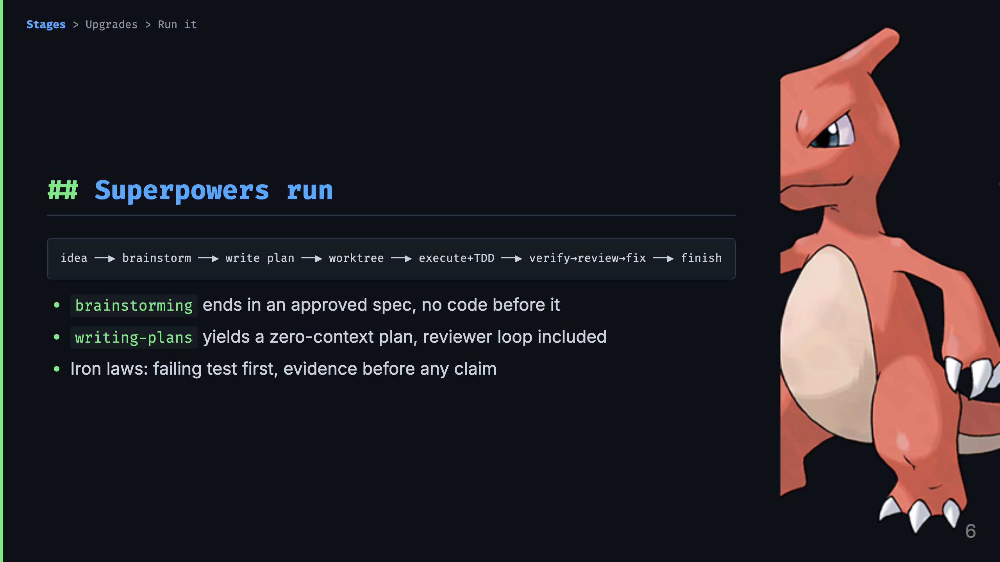 Stages > Upgrades > Run it
## Superpowers run
idea ──▶ brainstorm ──▶ write plan ──▶ worktree ──▶ execute+TDD ──▶ verify→review→fix ──▶ finish
• brainstorming ends in an approved spec, no code before it
• writing-plans yields a zero-context plan, reviewer loop included
• Iron laws: failing test first, evidence before any claim
6